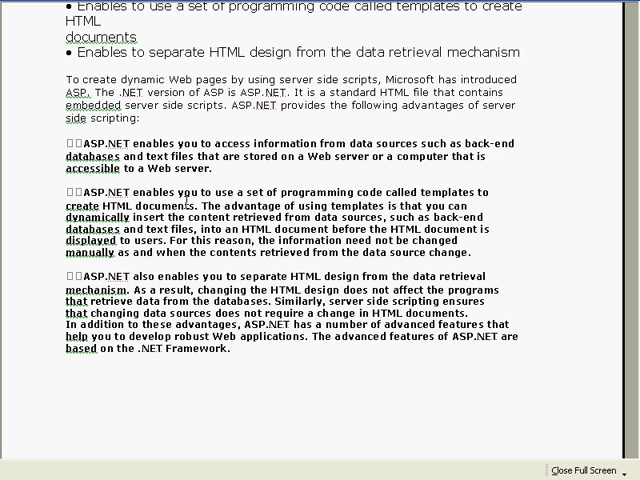 • Enables to use a set of programming code called templates to create
HTML
documents
• Enables to separate HTML design from the data retrieval mechanism
To create dynamic Web pages by using server side scripts, Microsoft has introduced
ASP. The .NET version of ASP is ASP.NET. It is a standard HTML file that contains
embedded server side scripts. ASP.NET provides the following advantages of server
side scripting:
ASP.NET enables you to access information from data sources such as back-end
databases and text files that are stored on a Web server or a computer that is
accessible to a Web server.
ASP.NET enables you to use a set of programming code called templates to
create HTML documents. The advantage of using templates is that you can
dynamically insert the content retrieved from data sources, such as back-end
databases and text files, into an HTML document before the HTML document is
displayed to users. For this reason, the information need not be changed
manually as and when the contents retrieved from the data source change.
ASP.NET also enables you to separate HTML design from the data retrieval
mechanism. As a result, changing the HTML design does not affect the programs
that retrieve data from the databases. Similarly, server side scripting ensures
that changing data sources does not require a change in HTML documents.
In addition to these advantages, ASP.NET has a number of advanced features that
help you to develop robust Web applications. The advanced features of ASP.NET are
based on the .NET Framework.
Close Full Screen